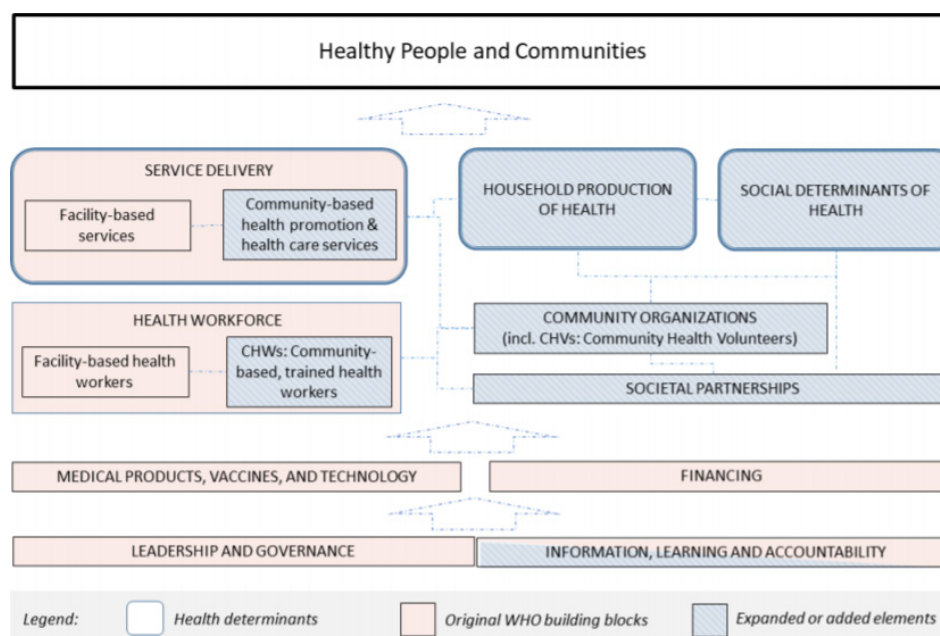 Healthy People and Communities
SERVICE DELIVERY
Facility-based
services
Community-based
health promotion &
health care services
HOUSEHOLD PRODUCTION
OF HEALTH
SOCIAL DETERMINANTS OF
HEALTH
HEALTH WORKFORCE
Facility-based health
workers
CHWs: Community-
based, trained health
workers
COMMUNITY ORGANIZATIONS
(incl. CHVs: Community Health Volunteers)
SOCIETAL PARTNERSHIPS
MEDICAL PRODUCTS, VACCINES, AND TECHNOLOGY
FINANCING
LEADERSHIP AND GOVERNANCE
INFORMATION, LEARNING AND ACCOUNTABILITY
Legend:
Health determinants
Original WHO building blocks
Expanded or added elements